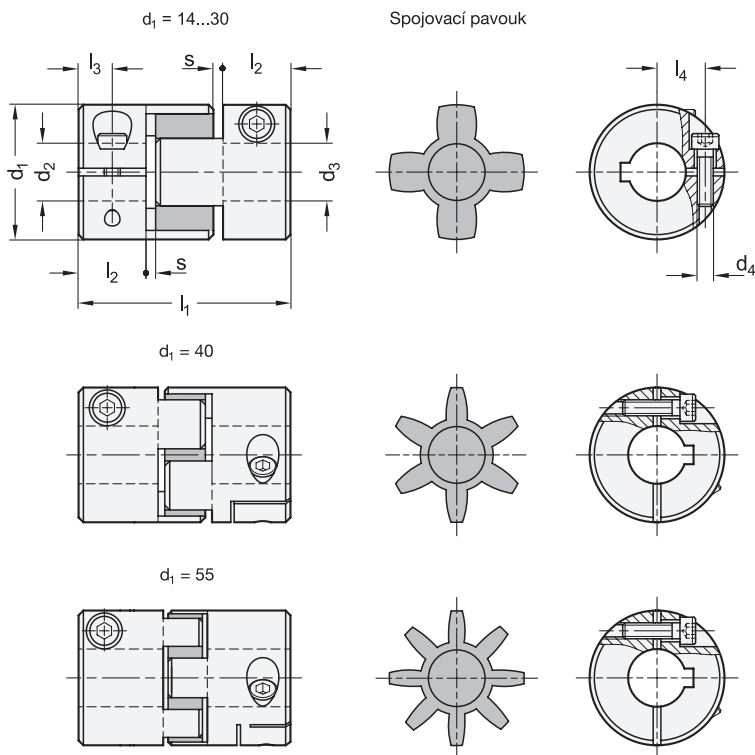 d₁ = 14...30
Spojovací pavouk
l₃
s
l₂
l₄
d₁
d₂
d₃
l₂
s
d₄
l₁
d₁ = 40
d₁ = 55